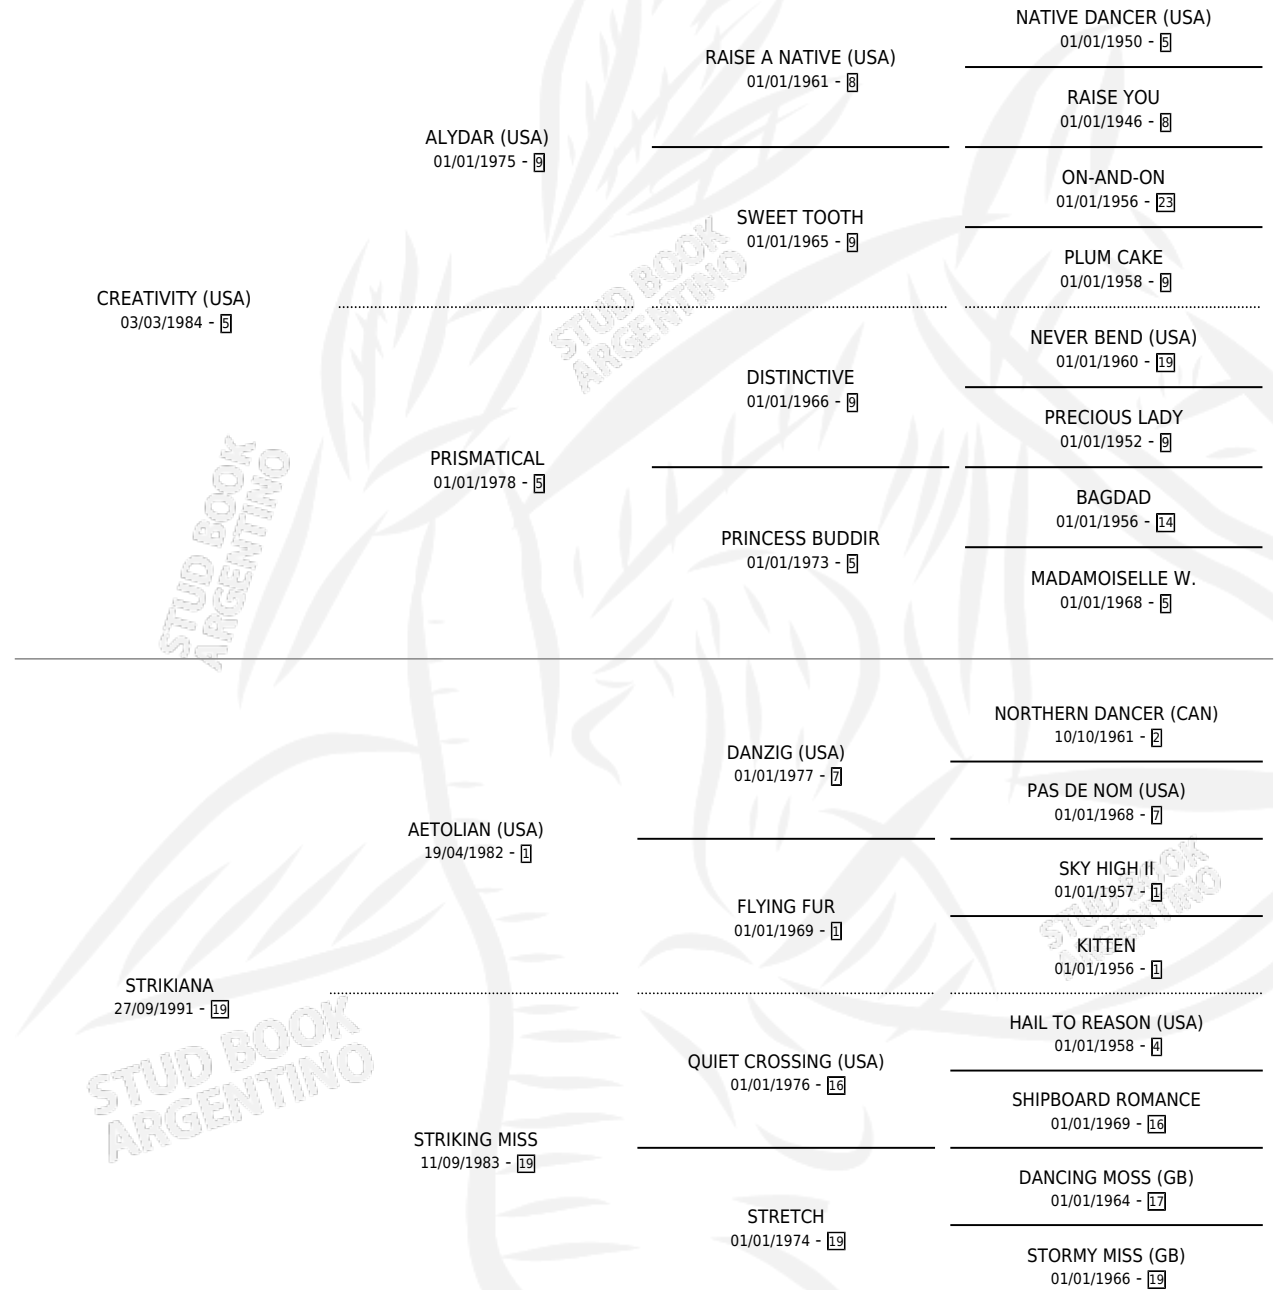 NATIVE DANCER (USA)
01/01/1950 - 5
RAISE A NATIVE (USA)
01/01/1961 - 8
RAISE YOU
01/01/1946 - 8
ALYDAR (USA)
01/01/1975 - 9
ON-AND-ON
01/01/1956 - 23
SWEET TOOTH
01/01/1965 - 9
PLUM CAKE
01/01/1958 - 9
CREATIVITY (USA)
03/03/1984 - 5
NEVER BEND (USA)
01/01/1960 - 19
DISTINCTIVE
01/01/1966 - 9
PRECIOUS LADY
01/01/1952 - 9
PRISMATICAL
01/01/1978 - 5
BAGDAD
01/01/1956 - 14
PRINCESS BUDDIR
01/01/1973 - 5
MADAMOISELLE W.
01/01/1968 - 5
STUD BOOK
ARGENTINO
STUD BOOK
ARGENTINO
NORTHERN DANCER (CAN)
10/10/1961 - 2
DANZIG (USA)
01/01/1977 - 7
PAS DE NOM (USA)
01/01/1968 - 7
AETOLIAN (USA)
19/04/1982 - 1
SKY HIGH II
01/01/1957 - 1
FLYING FUR
01/01/1969 - 1
KITTEN
01/01/1956 - 1
STUD BOOK
ARGENTINO
STRIKIANA
27/09/1991 - 19
HAIL TO REASON (USA)
01/01/1958 - 4
QUIET CROSSING (USA)
01/01/1976 - 16
SHIPBOARD ROMANCE
01/01/1969 - 16
STRIKING MISS
11/09/1983 - 19
DANCING MOSS (GB)
01/01/1964 - 17
STRETCH
01/01/1974 - 19
STORMY MISS (GB)
01/01/1966 - 19
STUD BOOK
ARGENTINO